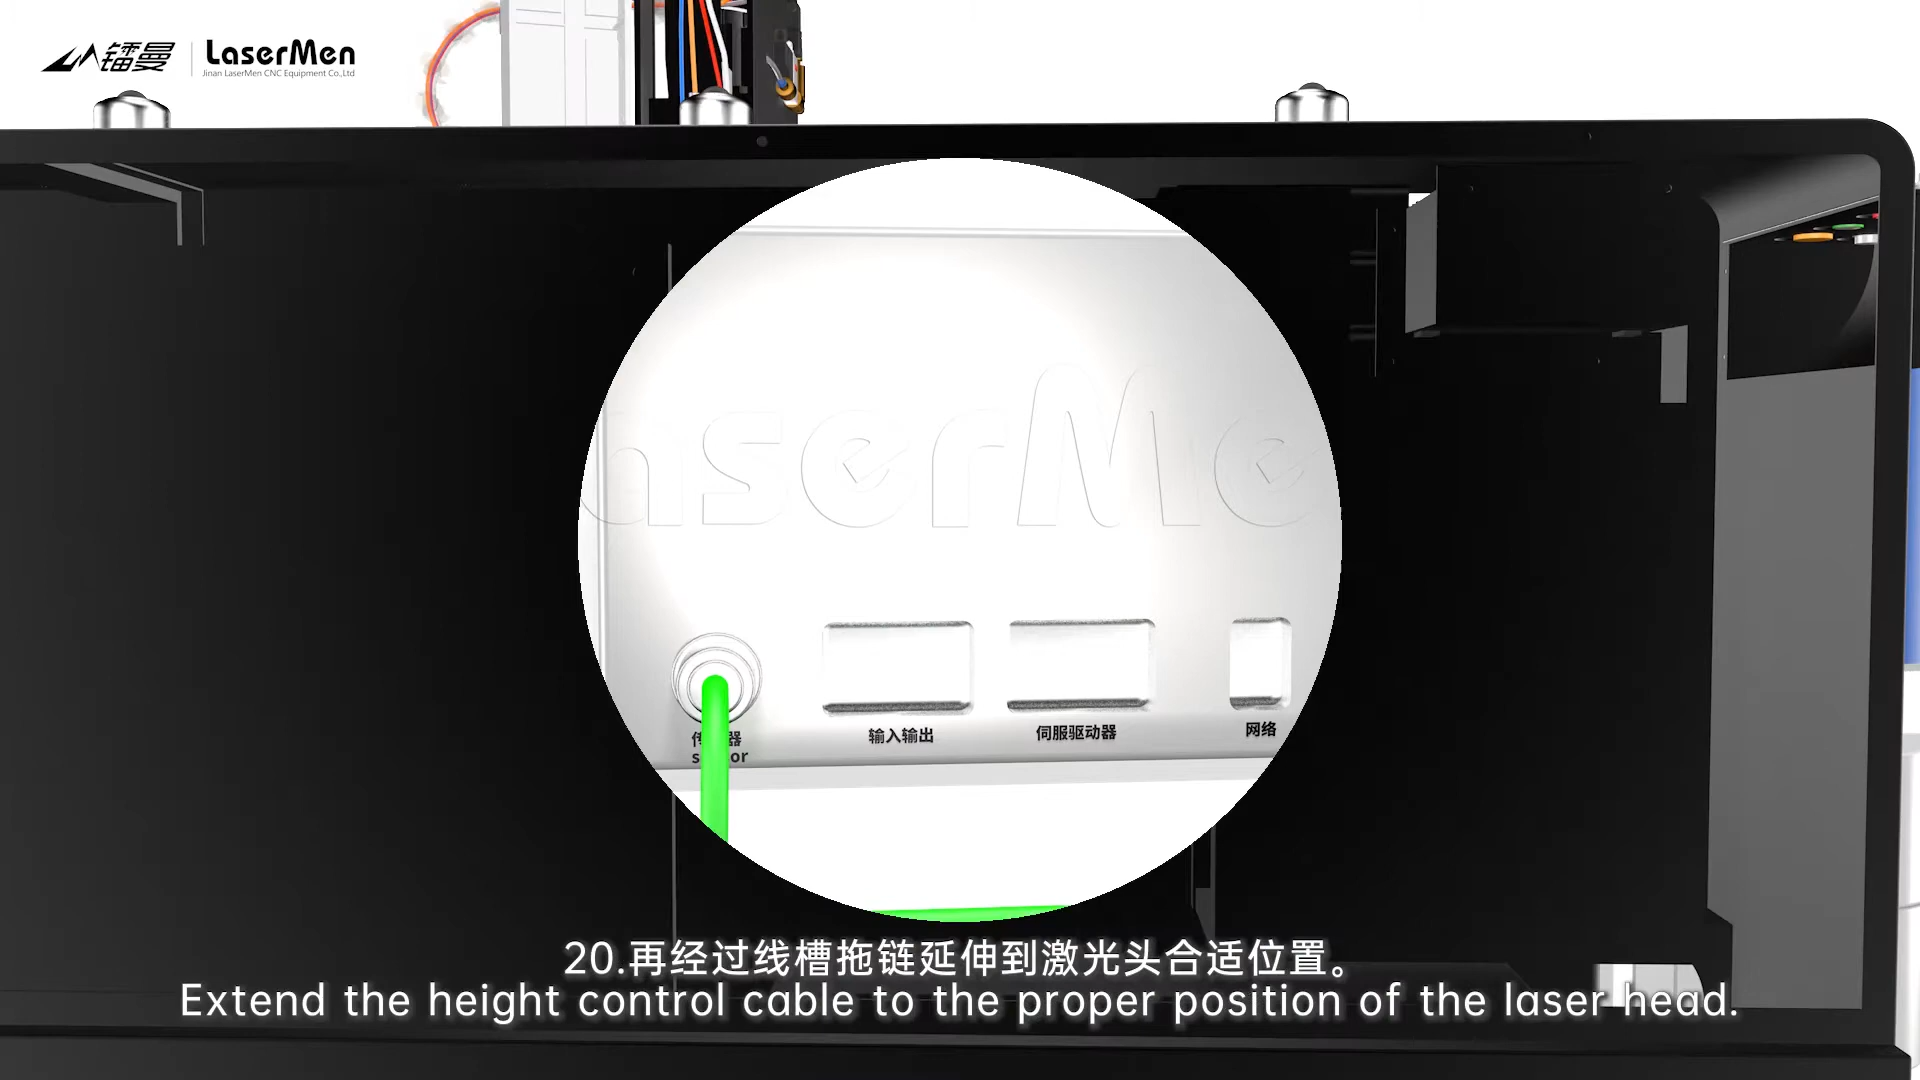 镭曼
LaserMen
Jinan LaserMen CNC Equipment Co,.Ltd
aserMe
输入输出
伺服驱动器
网络
20.再经过线槽拖链延伸到激光头合适位置。
Extend the height control cable to the proper position of the laser head.